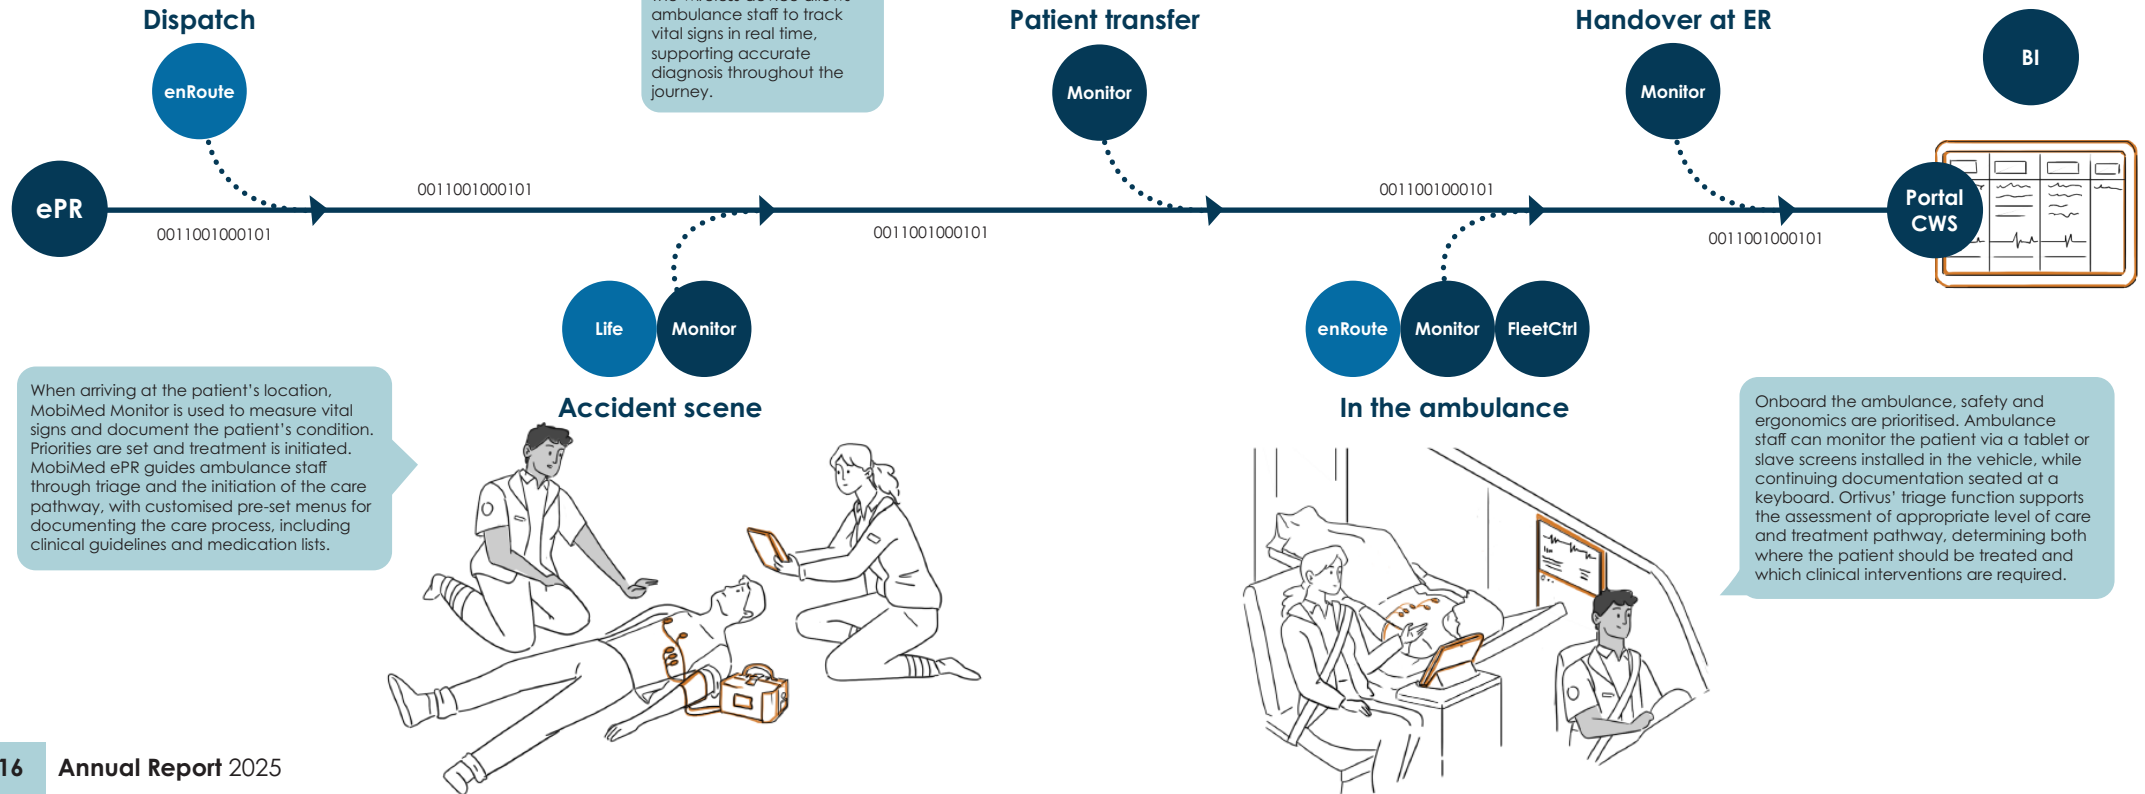 Dispatch
enRoute
ambulance staff to track
vital signs in real time,
supporting accurate
diagnosis throughout the
journey.
Patient transfer
Monitor
Handover at ER
Monitor
BI
ePR
0011001000101
0011001000101
0011001000101
0011001000101
0011001000101
Portal
CWS
Life
Monitor
Accident scene
enRoute
Monitor
FleetCtrl
In the ambulance
When arriving at the patient’s location,
MobiMed Monitor is used to measure vital
signs and document the patient’s condition.
Priorities are set and treatment is initiated.
MobiMed ePR guides ambulance staff
through triage and the initiation of the care
pathway, with customised pre-set menus for
documenting the care process, including
clinical guidelines and medication lists.
Onboard the ambulance, safety and
ergonomics are prioritised. Ambulance
staff can monitor the patient via a tablet or
slave screens installed in the vehicle, while
continuing documentation seated at a
keyboard. Ortivus’ triage function supports
the assessment of appropriate level of care
and treatment pathway, determining both
where the patient should be treated and
which clinical interventions are required.
16 Annual Report 2025